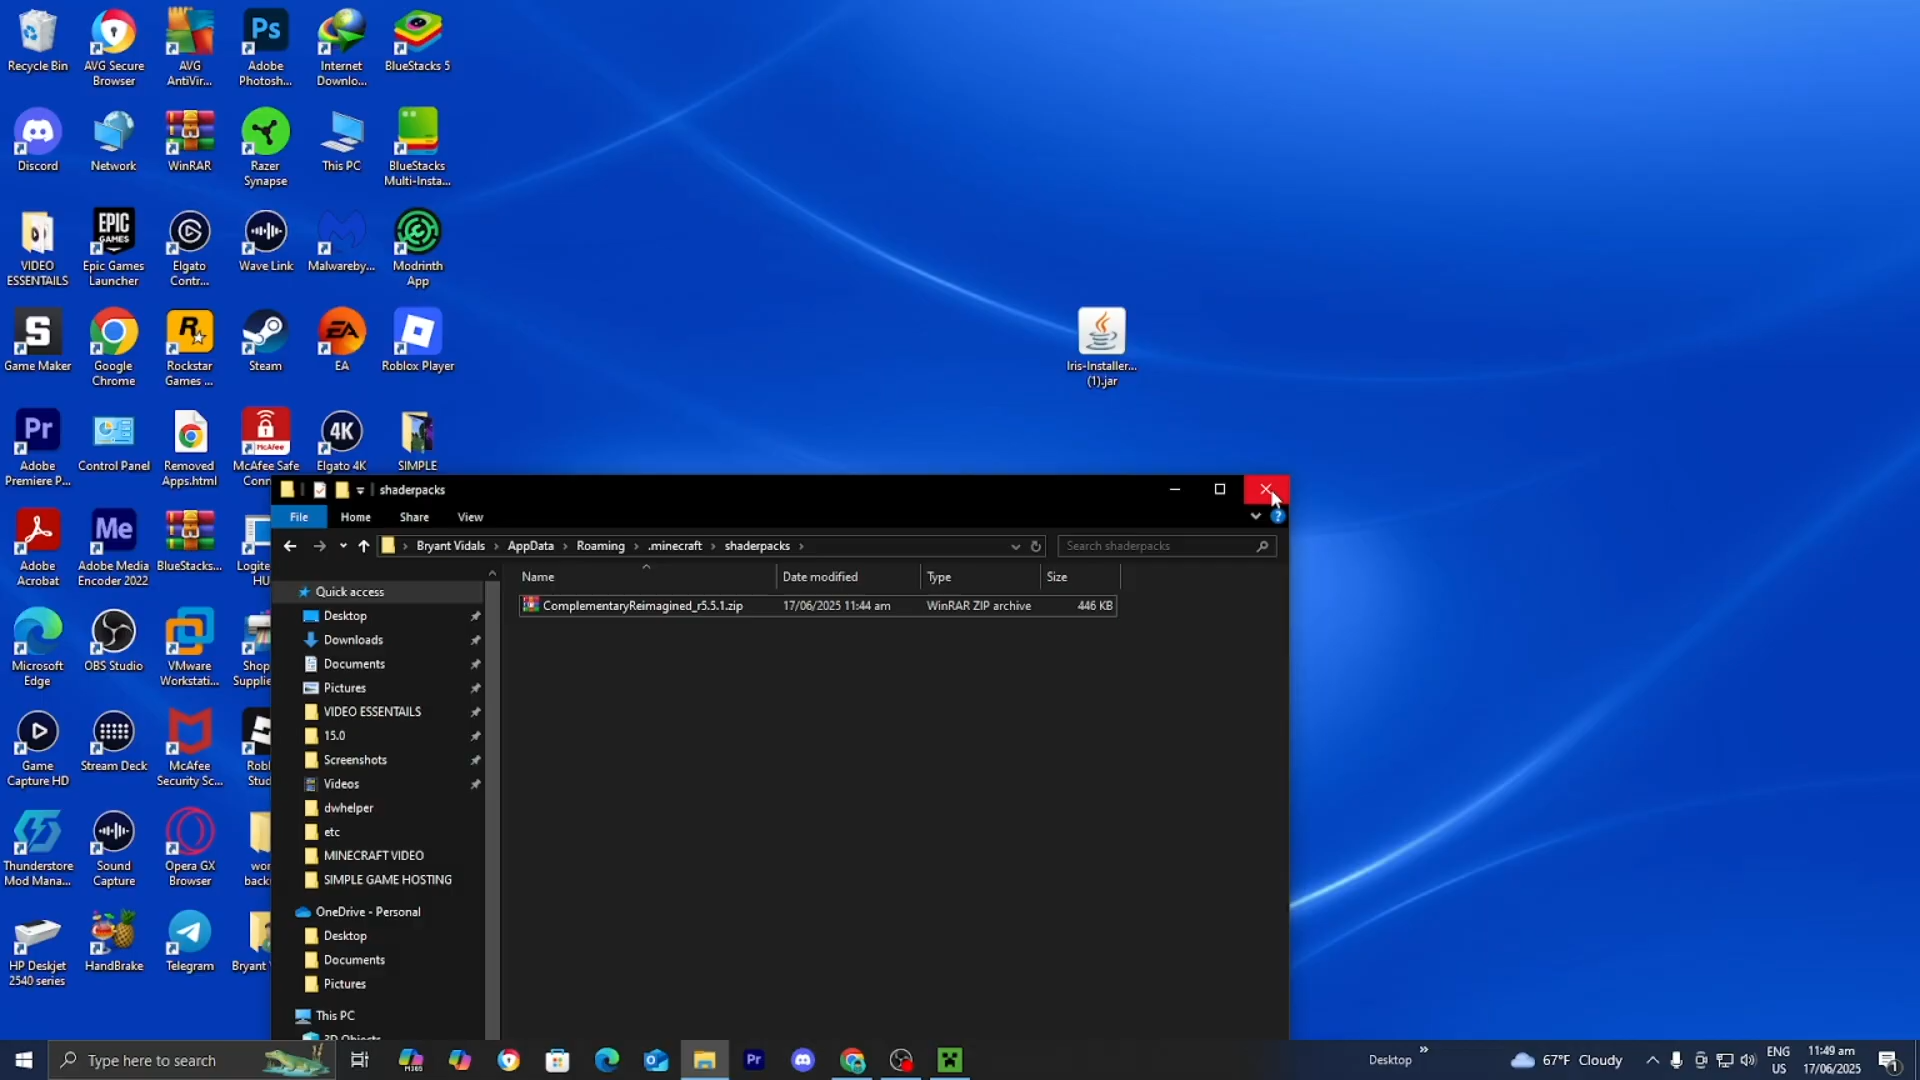 Recycle Bin
AVG Secure
Browser
AVG
AntiVir...
Adobe
Photosh...
Internet
Downlo...
BlueStacks 5
Discord
Network
WinRAR
Razer
Synapse
This PC
BlueStacks
Multi-Insta...
VIDEO
ESSENTAILS
Epic Games
Launcher
Elgato
Contr...
Wave Link
Malwareby...
Modrinth
App
Game Maker
Google
Chrome
Rockstar
Games ...
Steam
EA
Roblox Player
Iris-Installer...
(1).jar
Adobe
Premiere P...
Control Panel
Removed
Apps.html
McAfee Safe
Conn
Elgato 4K
SIMPLE
Adobe
Acrobat
Adobe Media
Encoder 2022
BlueStacks...
Logite
HU
Microsoft
Edge
OBS Studio
VMware
Workstati...
Shop
Supplie
Game
Capture HD
Stream Deck
McAfee
Security Sc...
Robl
Stud
Thunderstore
Mod Mana...
Sound
Capture
Opera GX
Browser
wor
back
HP Deskjet
2540 series
HandBrake
Telegram
Bryant V
shaderpacks
File
Home
Share
View
Bryant Vidals › AppData › Roaming › .minecraft › shaderpacks ›
Search shaderpacks
Name
Date modified
Type
Size
ComplementaryReimagined_r5.5.1.zip
17/06/2025 11:44 am
WinRAR ZIP archive
446 KB
Quick access
Desktop
Downloads
Documents
Pictures
VIDEO ESSENTAILS
15.0
Screenshots
Videos
dwhelper
etc
MINECRAFT VIDEO
SIMPLE GAME HOSTING
OneDrive - Personal
Desktop
Documents
Pictures
This PC
3D Objects
Type here to search
Desktop
67°F Cloudy
ENG
US
11:49 am
17/06/2025